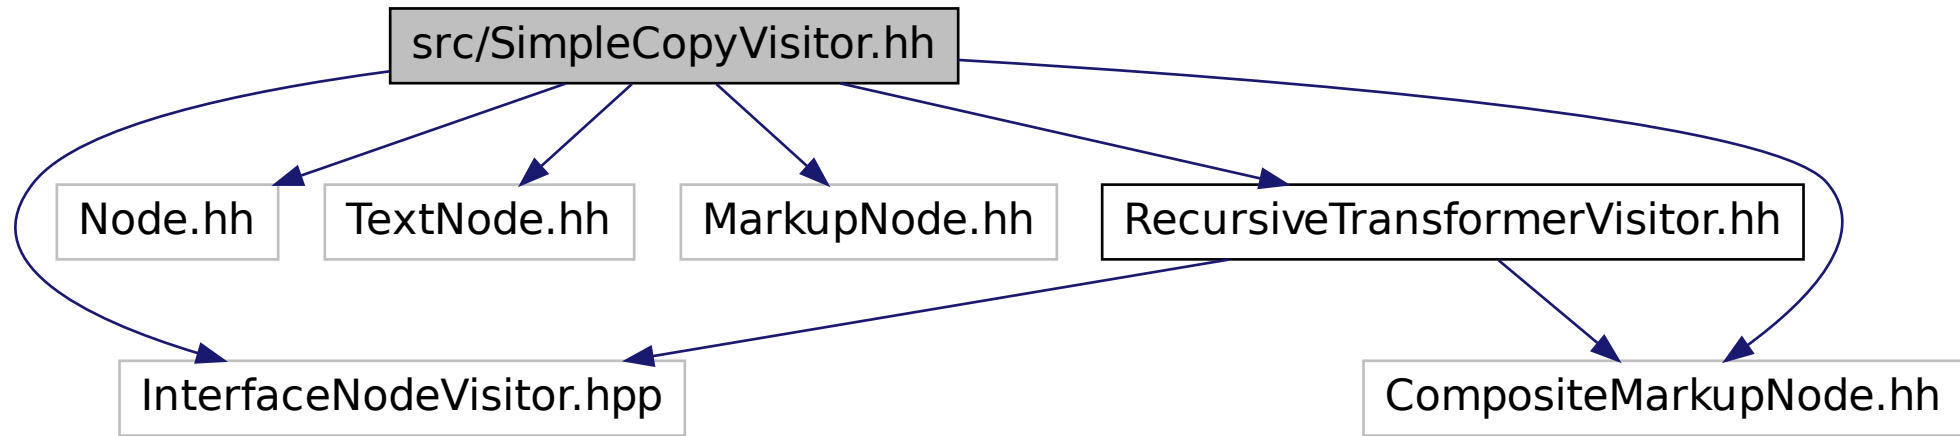 src/SimpleCopyVisitor.hh
Node.hh
TextNode.hh
MarkupNode.hh
RecursiveTransformerVisitor.hh
InterfaceNodeVisitor.hpp
CompositeMarkupNode.hh